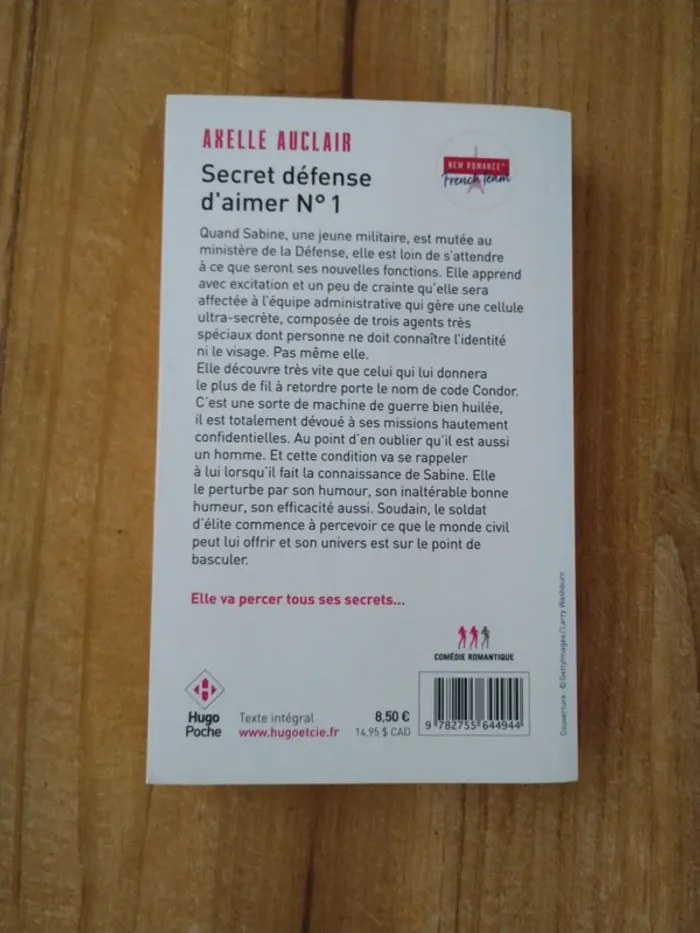 AXELLE AUCLAIR
NEW ROMANCE®
French Team
Secret défense
d'aimer N° 1
Quand Sabine, une jeune militaire, est mutée au
ministère de la Défense, elle est loin de s'attendre
à ce que seront ses nouvelles fonctions. Elle apprend
avec excitation et un peu de crainte qu'elle sera
affectée à l'équipe administrative qui gère une cellule
ultra-secrète, composée de trois agents très
spéciaux dont personne ne doit connaître l'identité
ni le visage. Pas même elle.
Elle découvre très vite que celui qui lui donnera
le plus de fil à retordre porte le nom de code Condor.
C'est une sorte de machine de guerre bien huilée,
il est totalement dévoué à ses missions hautement
confidentielles. Au point d'en oublier qu'il est aussi
un homme. Et cette condition va se rappeler
à lui lorsqu'il fait la connaissance de Sabine. Elle
le perturbe par son humour, son inaltérable bonne
humeur, son efficacité aussi. Soudain, le soldat
d'élite commence à percevoir ce que le monde civil
peut lui offrir et son univers est sur le point de
basculer.
Elle va percer tous ses secrets...
COMÉDIE ROMANTIQUE
Hugo
Poche
Texte intégral
www.hugoetcie.fr
8,50 €
14,95 $ CAD
9 782755 644944
Couverture : © GettyImages/Larry Washburn